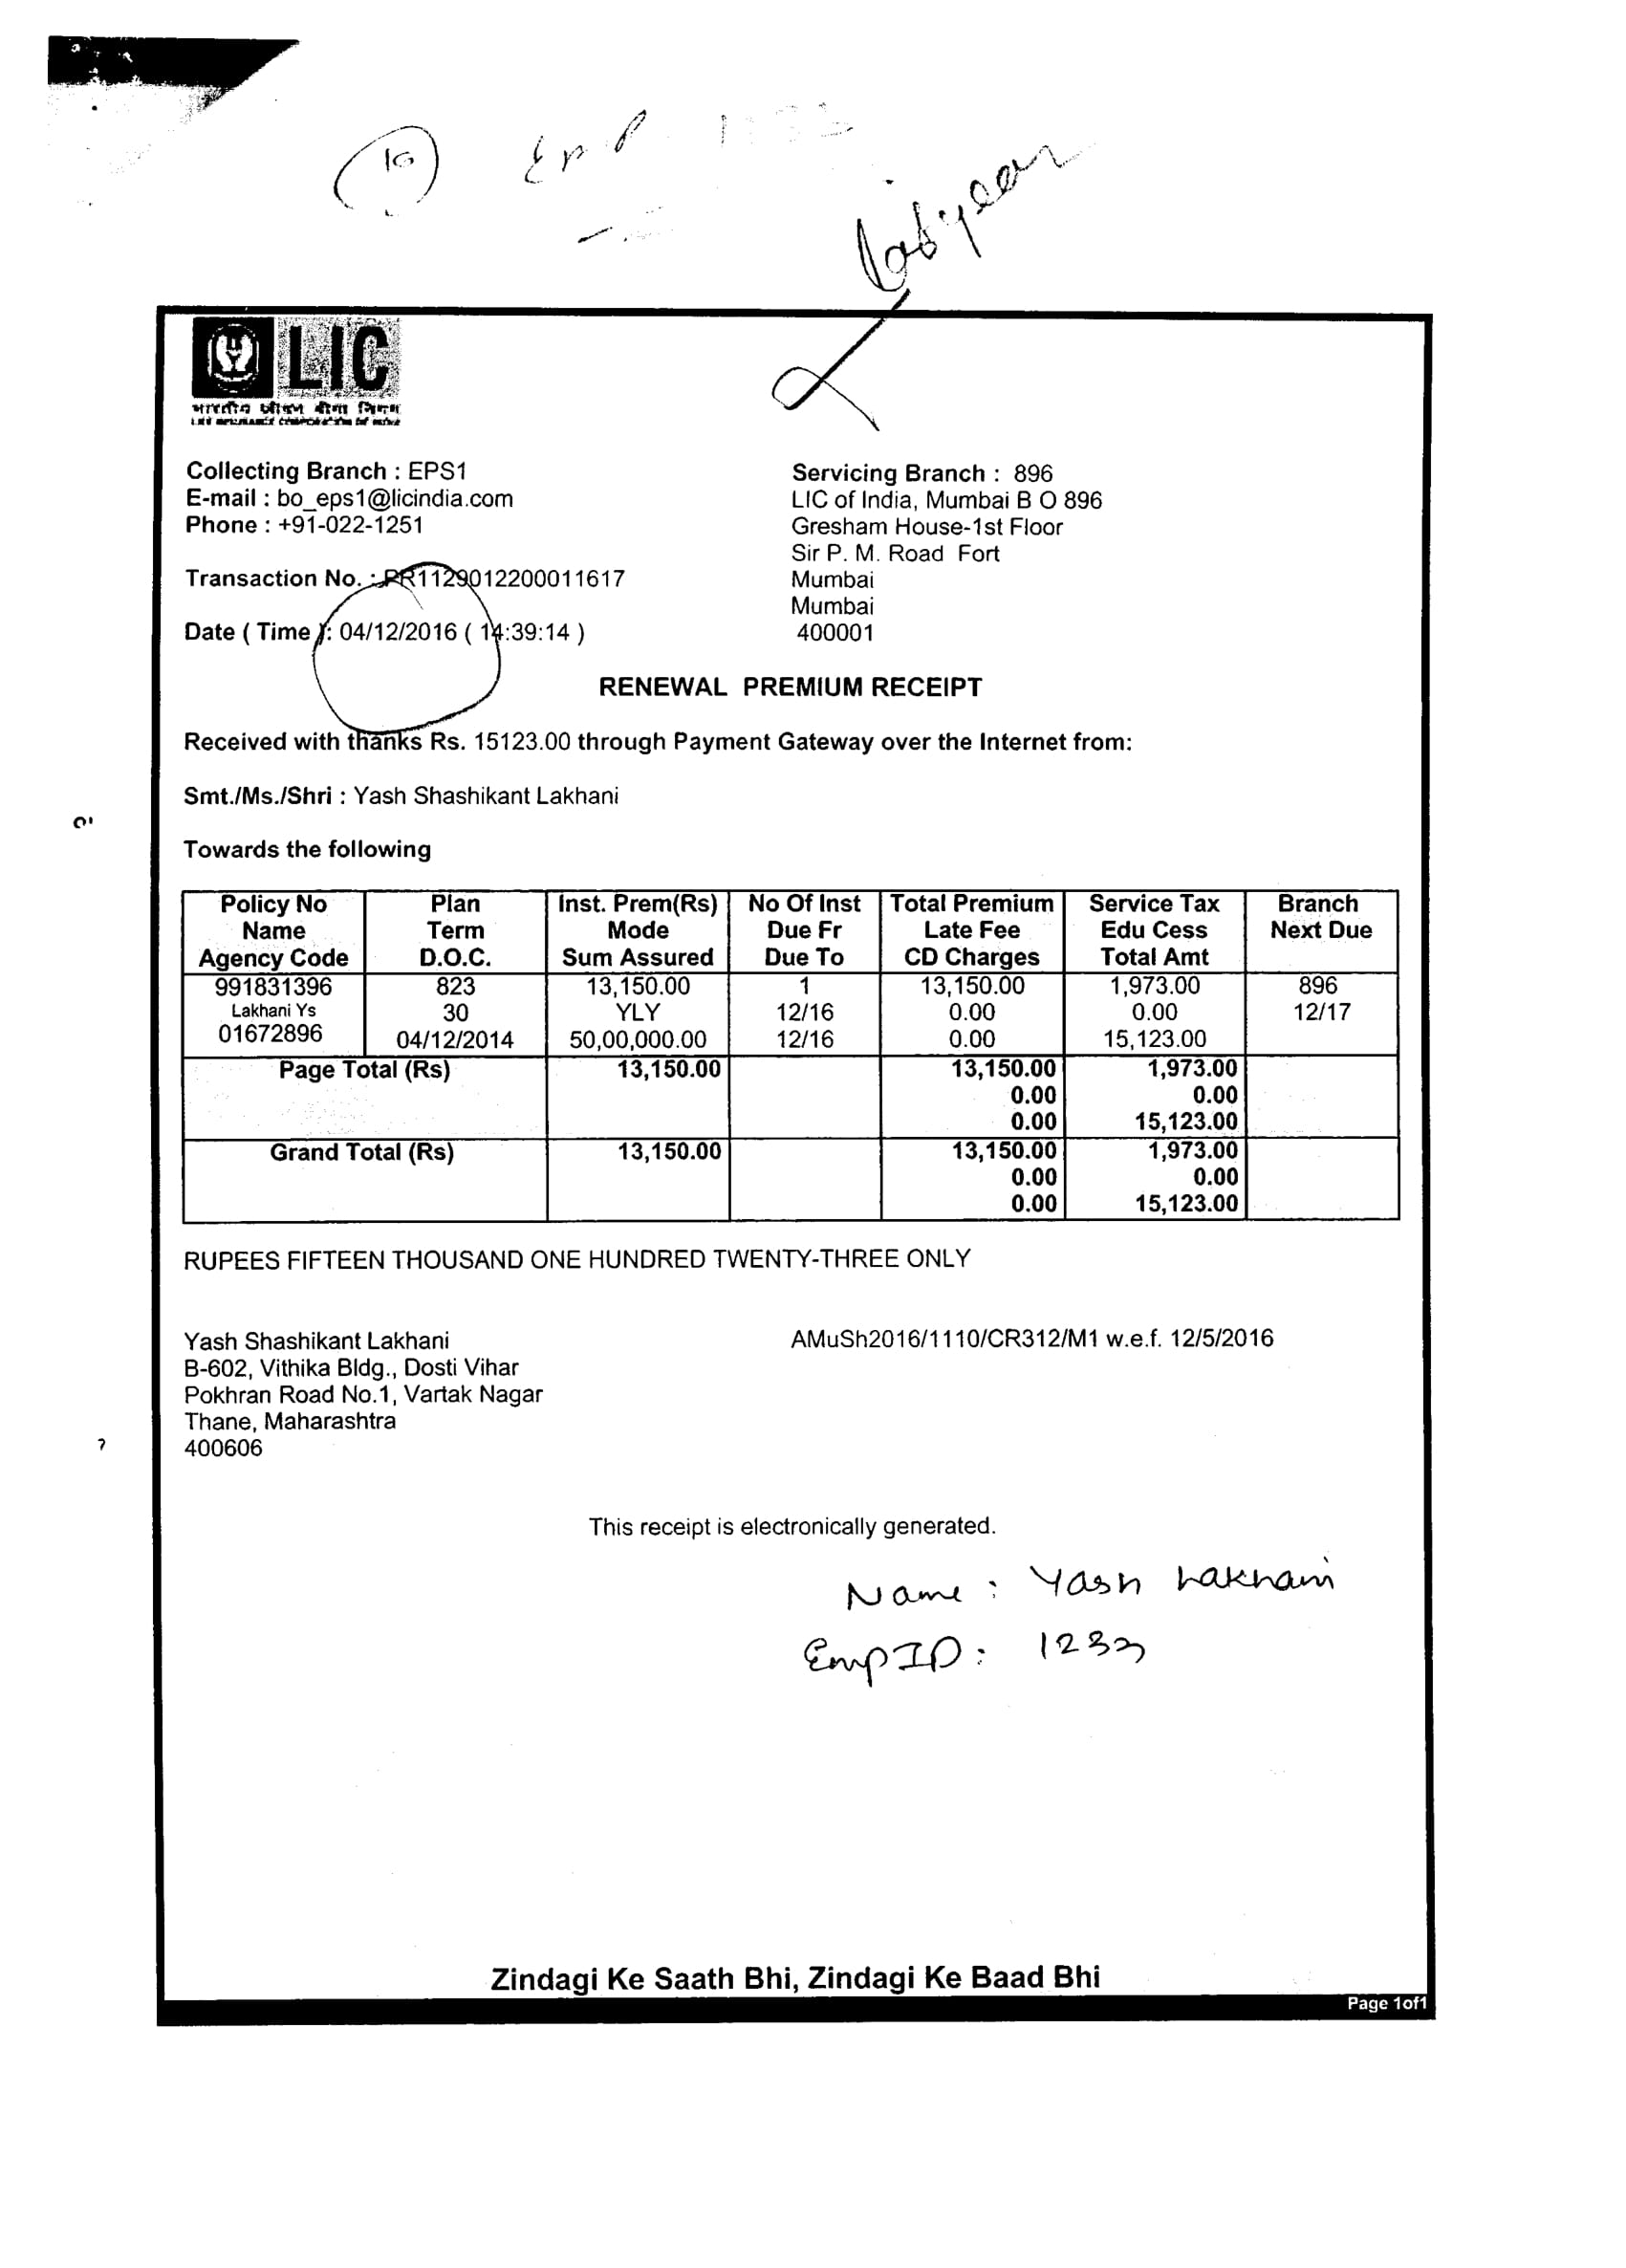 10
Emp
Last year
LIC
भारतीय जीवन बीमा निगम
LIFE INSURANCE CORPORATION OF INDIA
Collecting Branch : EPS1
E-mail : bo_eps1@licindia.com
Phone : +91-022-1251
Transaction No. : PR1129012200011617
Date ( Time ): 04/12/2016 ( 14:39:14 )
Servicing Branch : 896
LIC of India, Mumbai B O 896
Gresham House-1st Floor
Sir P. M. Road Fort
Mumbai
Mumbai
400001
RENEWAL PREMIUM RECEIPT
Received with thanks Rs. 15123.00 through Payment Gateway over the Internet from:
Smt./Ms./Shri : Yash Shashikant Lakhani
Towards the following
Policy No Plan Inst. Prem(Rs) No Of Inst Total Premium Service Tax Branch
Name Term Mode Due Fr Late Fee Edu Cess Next Due
Agency Code D.O.C. Sum Assured Due To CD Charges Total Amt
991831396 823 13,150.00 1 13,150.00 1,973.00 896
Lakhani Ys 30 YLY 12/16 0.00 0.00 12/17
01672896 04/12/2014 50,00,000.00 12/16 0.00 15,123.00
Page Total (Rs) 13,150.00 13,150.00 1,973.00
0.00 0.00
0.00 15,123.00
Grand Total (Rs) 13,150.00 13,150.00 1,973.00
0.00 0.00
0.00 15,123.00
RUPEES FIFTEEN THOUSAND ONE HUNDRED TWENTY-THREE ONLY
Yash Shashikant Lakhani
B-602, Vithika Bldg., Dosti Vihar
Pokhran Road No.1, Vartak Nagar
Thane, Maharashtra
400606
AMuSh2016/1110/CR312/M1 w.e.f. 12/5/2016
This receipt is electronically generated.
Name : Yash Lakhani
EmpID : 1233
Zindagi Ke Saath Bhi, Zindagi Ke Baad Bhi
Page 1of1